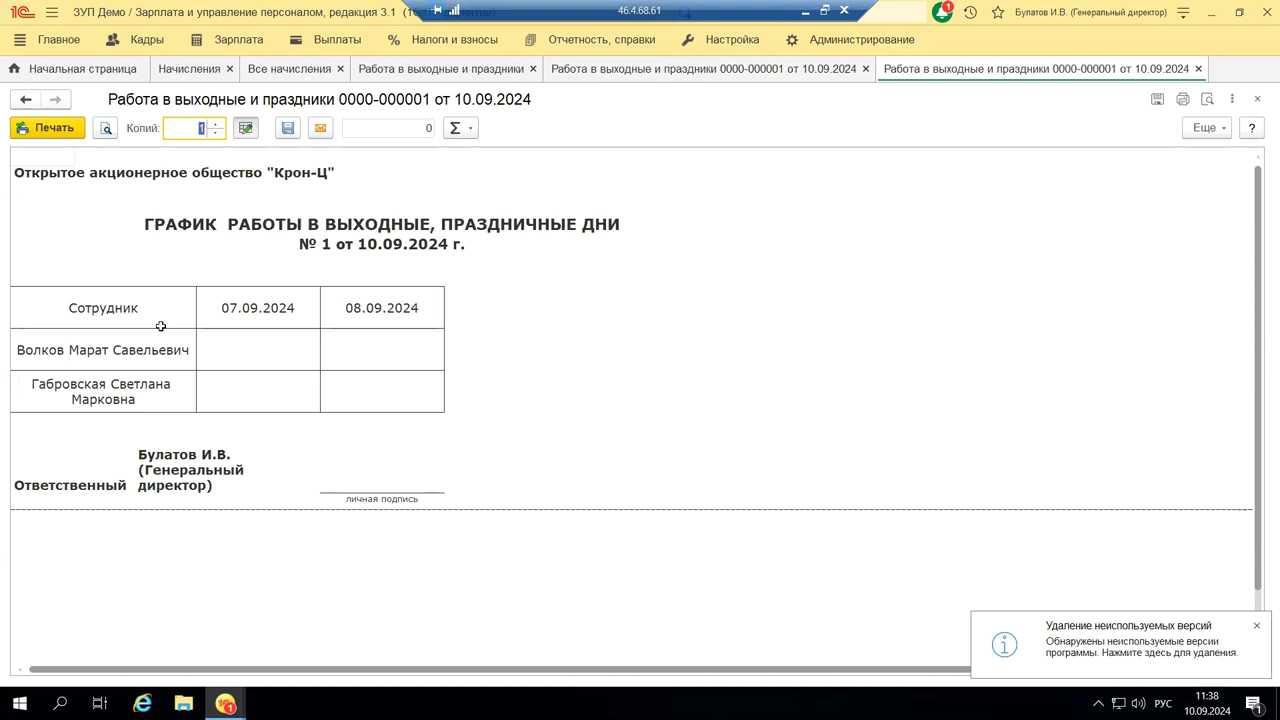 ЗУП Демо / Зарплата и управление персоналом, редакция 3.1 (1С:П
46.4.68.61
1
Булатов И.В. (Генеральный директор)
Главное
Кадры
Зарплата
Выплаты
Налоги и взносы
Отчетность, справки
Настройка
Администрирование
Начальная страница
Начисления
Все начисления
Работа в выходные и праздники
Работа в выходные и праздники 0000-000001 от 10.09.2024
Работа в выходные и праздники 0000-000001 от 10.09.2024
Работа в выходные и праздники 0000-000001 от 10.09.2024
Печать
Копий:
1
0
Σ
Еще
?
Открытое акционерное общество "Крон-Ц"
ГРАФИК РАБОТЫ В ВЫХОДНЫЕ, ПРАЗДНИЧНЫЕ ДНИ
№ 1 от 10.09.2024 г.
Сотрудник
07.09.2024
08.09.2024
Волков Марат Савельевич
Габровская Светлана
Марковна
Булатов И.В.
(Генеральный
Ответственный директор)
личная подпись
Удаление неиспользуемых версий
Обнаружены неиспользуемые версии
программы. Нажмите здесь для удаления.
1
РУС
11:38
10.09.2024
1